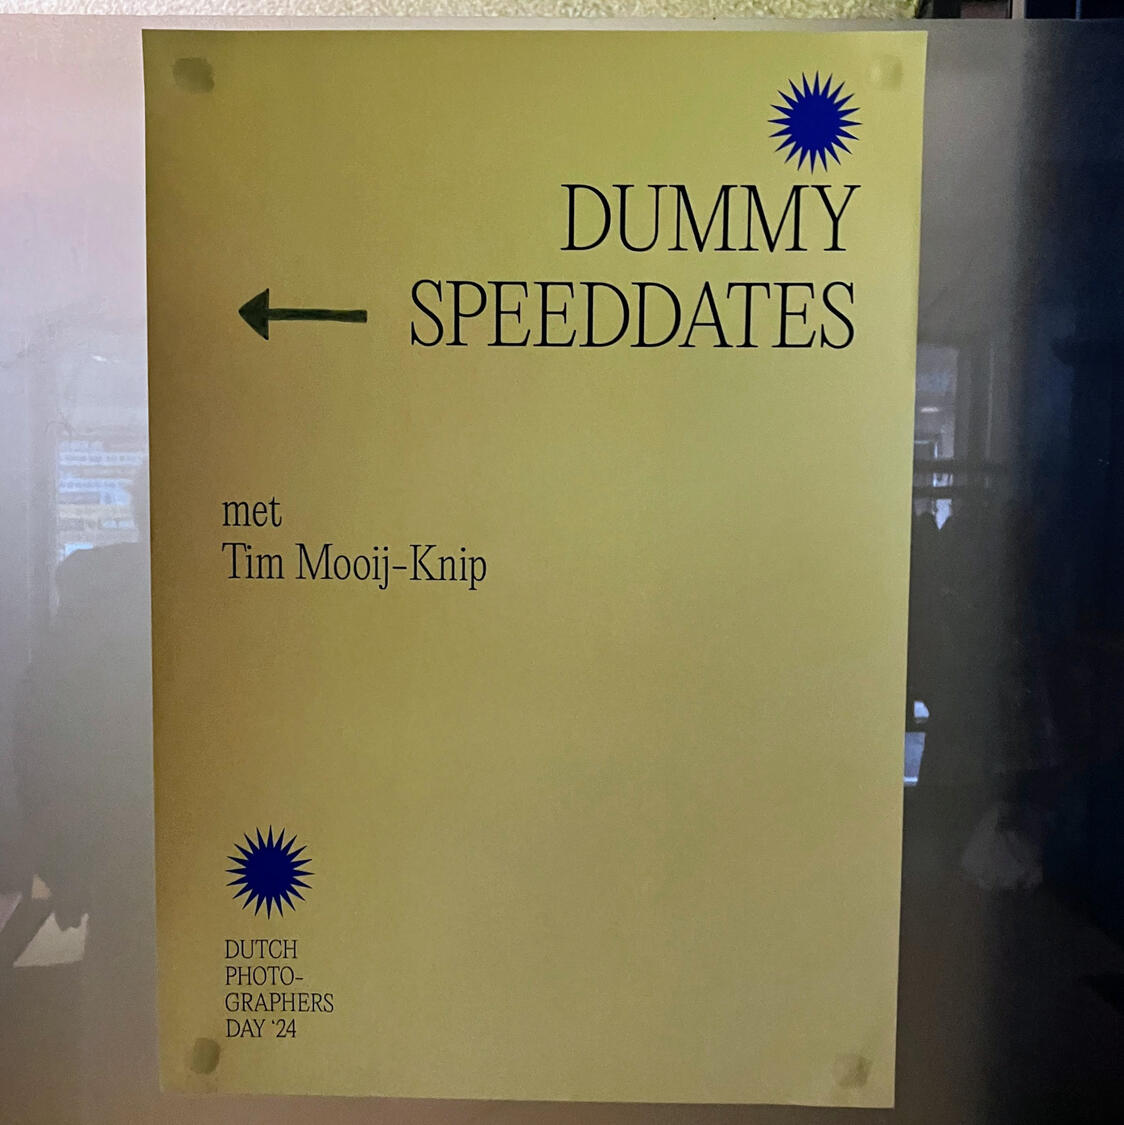 DUMMY
SPEEDDATES
met
Tim Mooij-Knip
DUTCH
PHOTO-
GRAPHERS
DAY ‘24